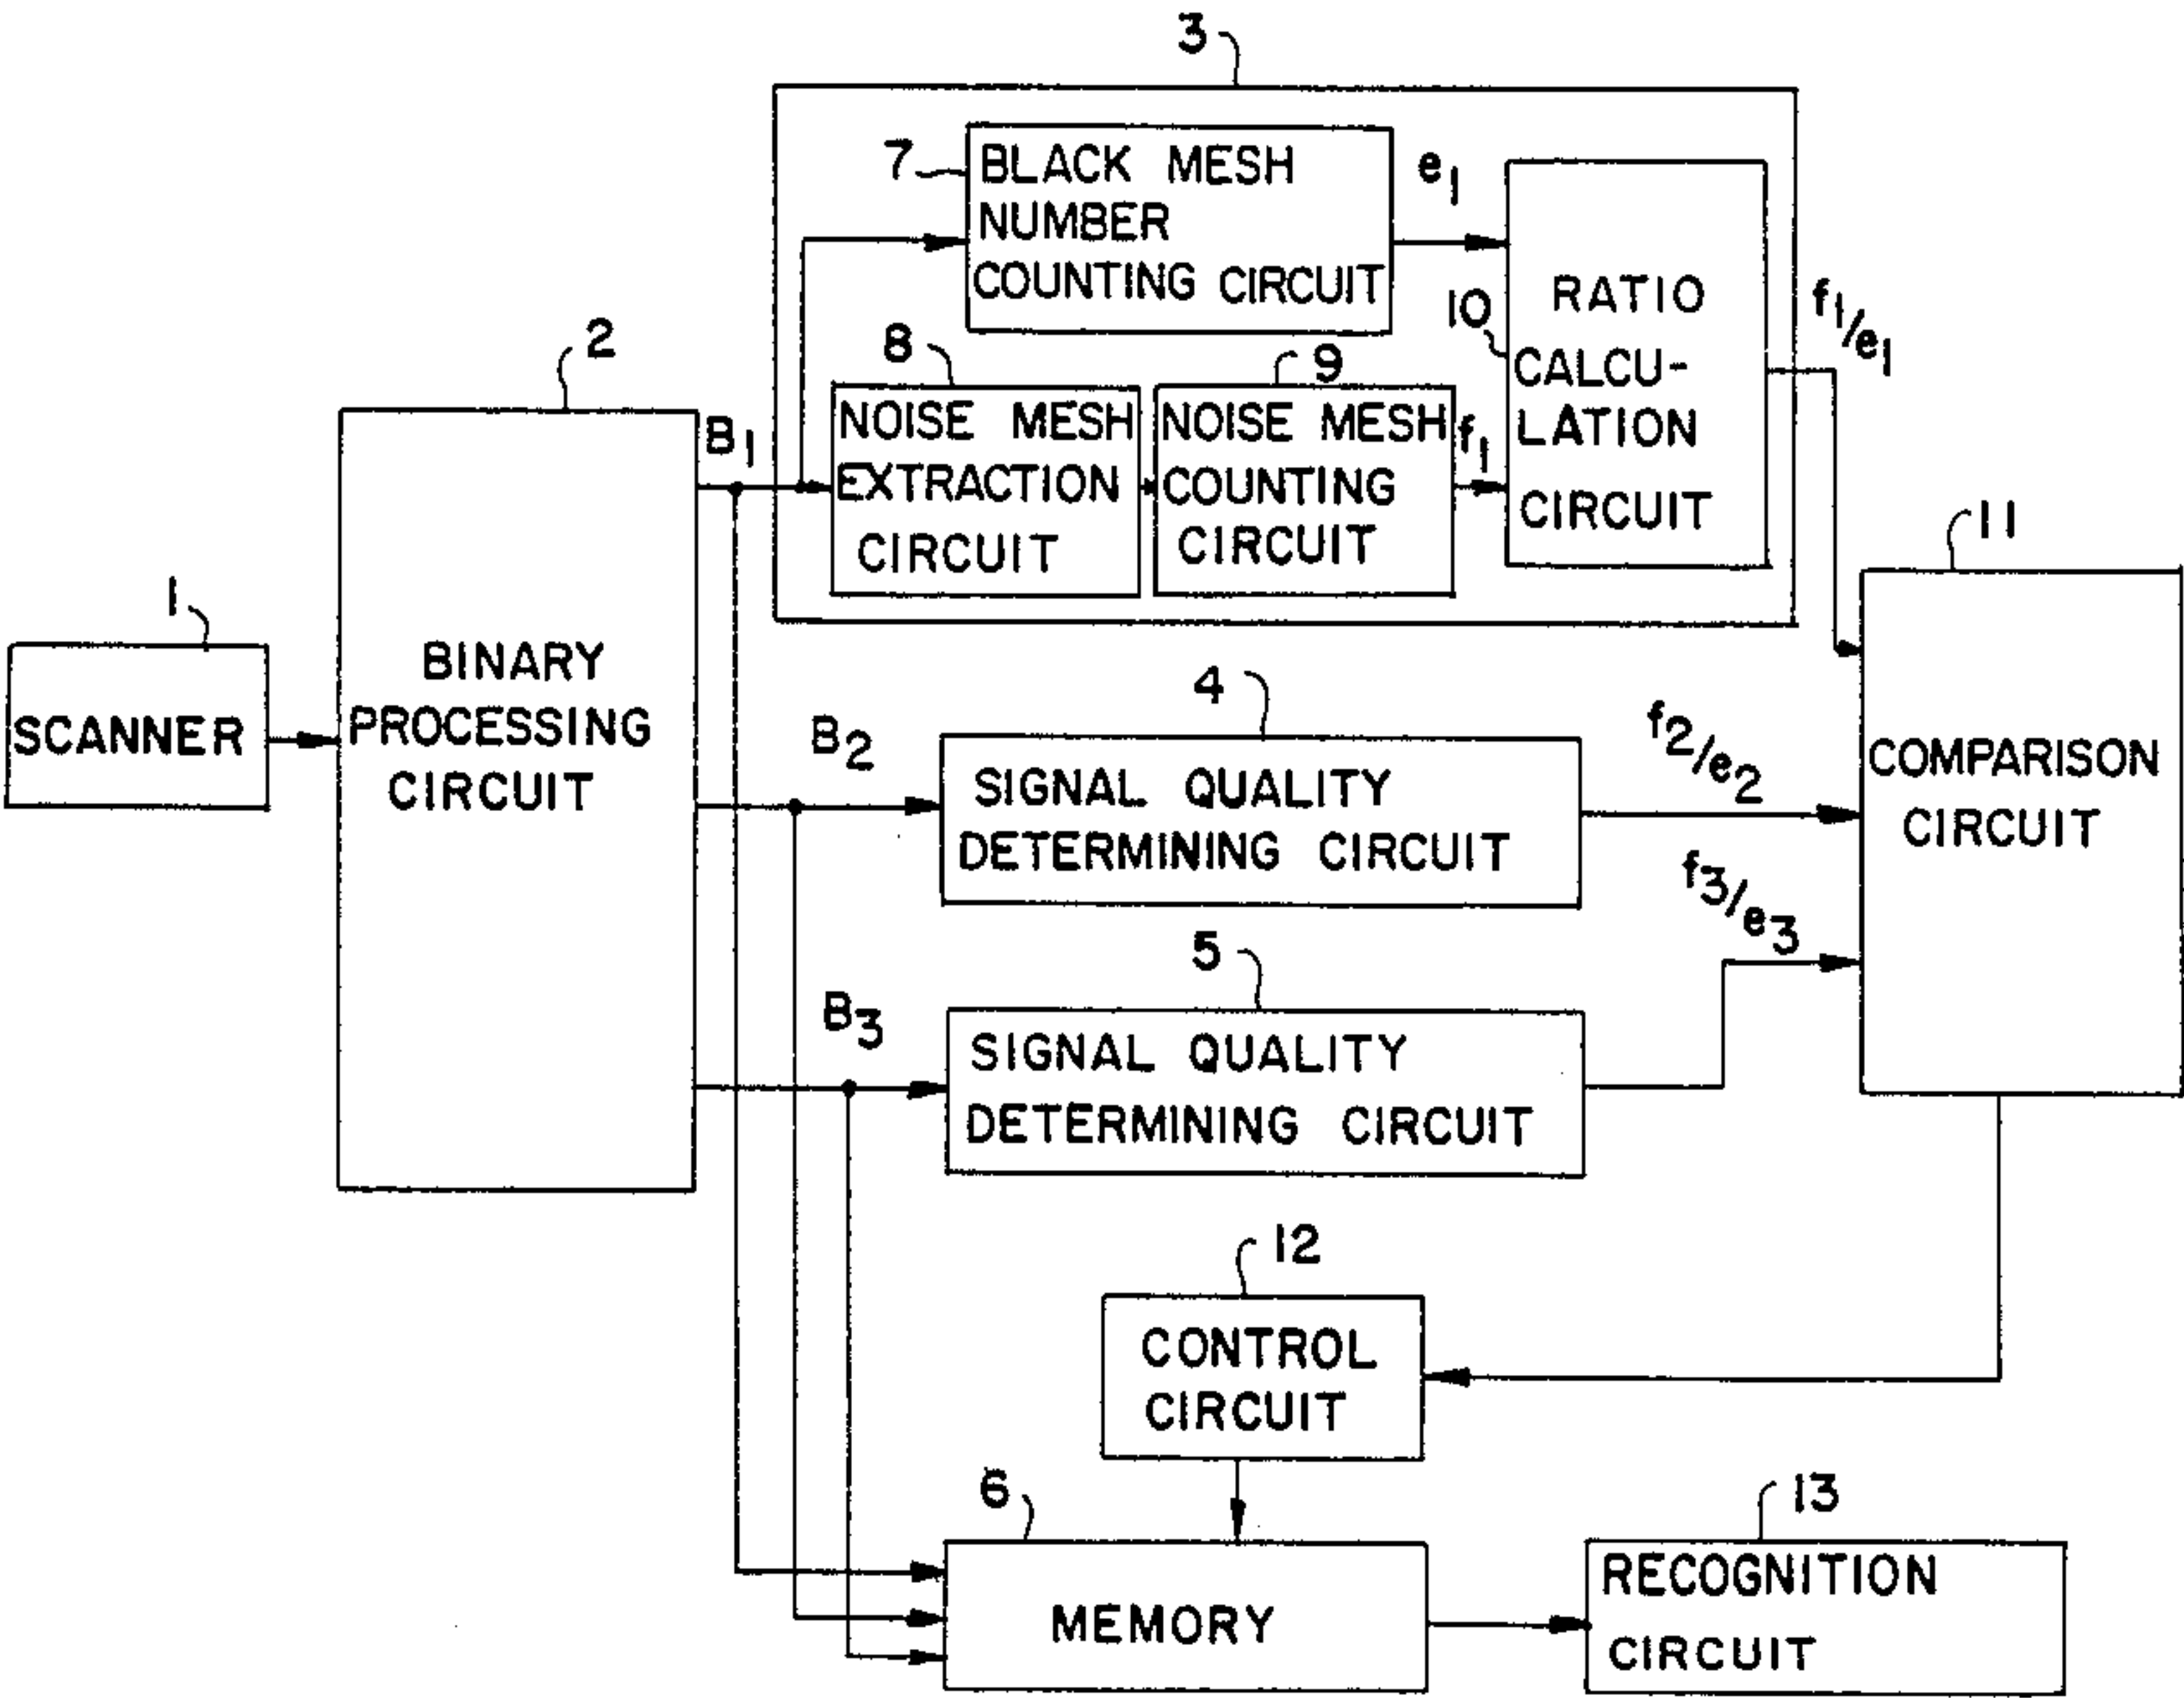 3
7
BLACK MESH
NUMBER
COUNTING CIRCUIT
e1
10
RATIO
CALCU-
LATION
CIRCUIT
f1/e1
8
NOISE MESH
EXTRACTION
CIRCUIT
9
NOISE MESH
COUNTING
CIRCUIT
f1
2
B1
BINARY
PROCESSING
CIRCUIT
1
SCANNER
11
COMPARISON
CIRCUIT
4
B2
SIGNAL QUALITY
DETERMINING CIRCUIT
f2/e2
f3/e3
5
B3
SIGNAL QUALITY
DETERMINING CIRCUIT
12
CONTROL
CIRCUIT
6
MEMORY
13
RECOGNITION
CIRCUIT